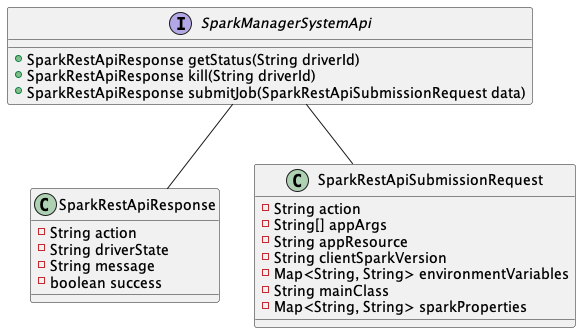 I SparkManagerSystemApi
SparkRestApiResponse getStatus(String driverId)
SparkRestApiResponse kill(String driverId)
SparkRestApiResponse submitJob(SparkRestApiSubmissionRequest data)
C SparkRestApiResponse
String action
String driverState
String message
boolean success
C SparkRestApiSubmissionRequest
String action
String[] appArgs
String appResource
String clientSparkVersion
Map<String, String> environmentVariables
String mainClass
Map<String, String> sparkProperties